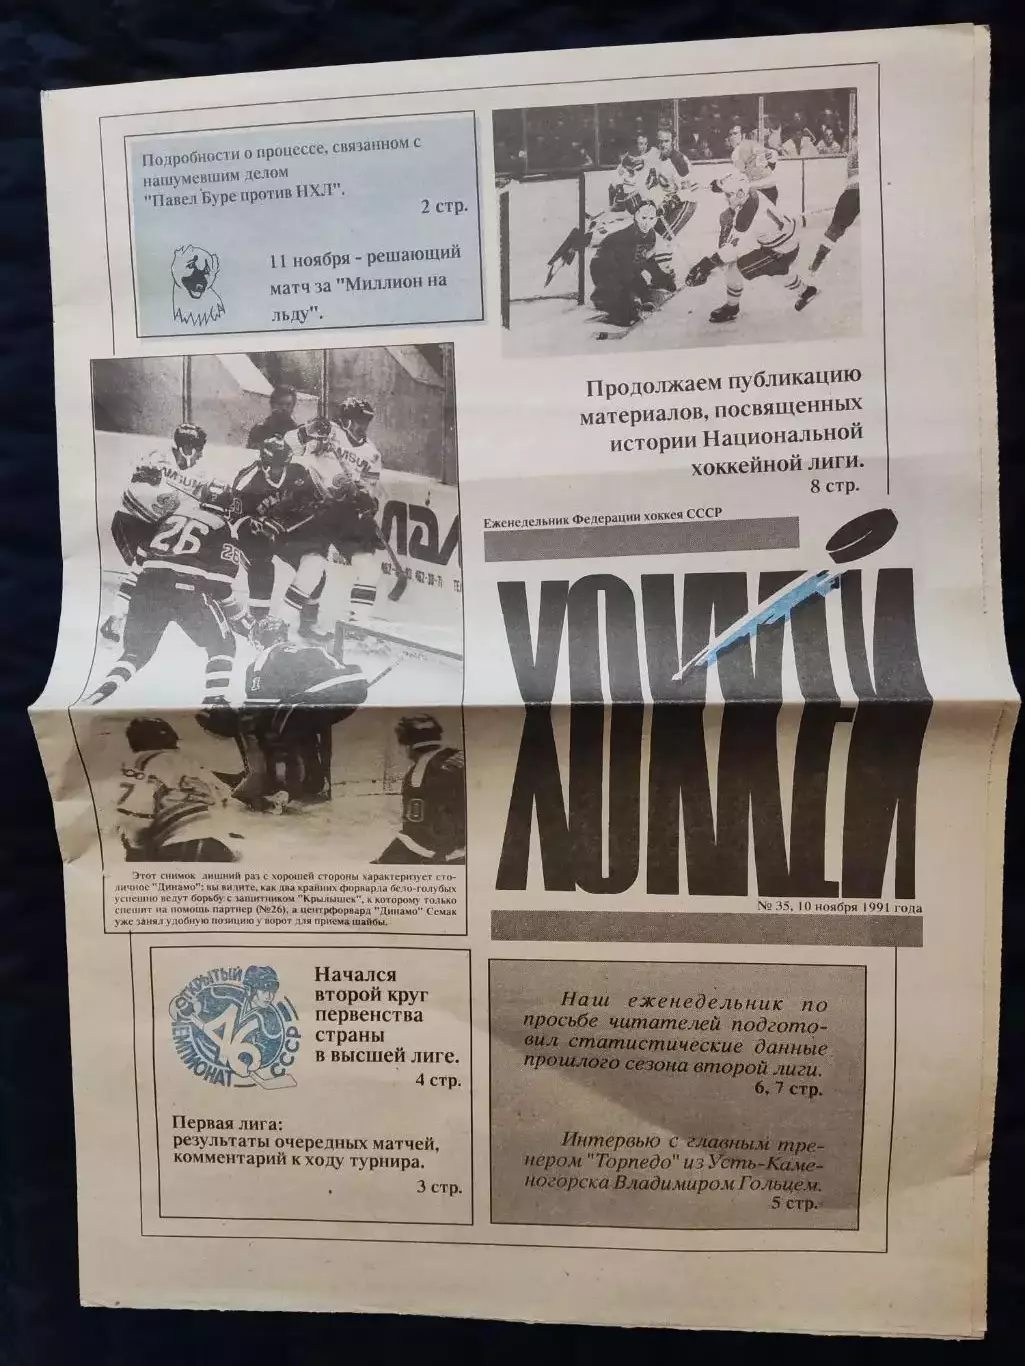 Подробности о процессе, связанном с
нашумевшим делом
"Павел Буре против НХЛ".
2 стр.
11 ноября - решающий
матч за "Миллион на
льду".
Продолжаем публикацию
материалов, посвященных
истории Национальной
хоккейной лиги.
8 стр.
Еженедельник Федерации хоккея СССР
ХОККЕЙ
№ 35, 10 ноября 1991 года
26
26
7
1
Этот снимок лишний раз с хорошей стороны характеризует сто-
личное "Динамо": вы видите, как два крайних форварда бело-голубых
успешно ведут борьбу с защитником "Крылышек", к которому только
спешит на помощь партнер (№26), а центрфорвард "Динамо" Семак
уже занял удобную позицию у ворот для приема шайбы.
ОТКРЫТЫЙ
ЧЕМПИОНАТ
СССР
46
Начался
второй круг
первенства
страны
в высшей лиге.
4 стр.
Первая лига:
результаты очередных матчей,
комментарий к ходу турнира.
3 стр.
Наш еженедельник по
просьбе читателей подгото-
вил статистические данные
прошлого сезона второй лиги.
6, 7 стр.
Интервью с главным тре-
нером "Торпедо" из Усть-Каме-
ногорска Владимиром Гольцем.
5 стр.